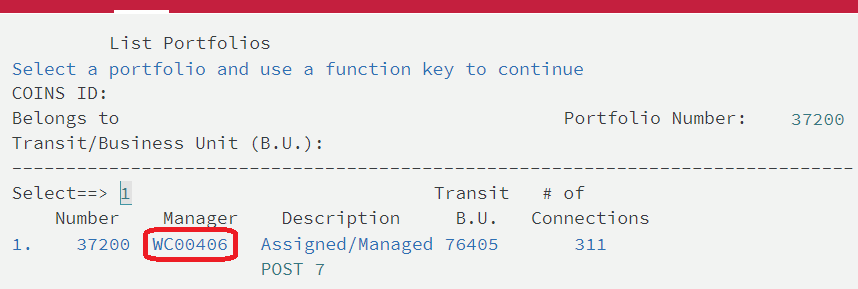 List Portfolios
Select a portfolio and use a function key to continue
COINS ID:
Belongs to Portfolio Number: 37200
Transit/Business Unit (B.U.):
--------------------------------------------------------------------------------
Select==> 1 Transit # of
Number Manager Description B.U. Connections
1. 37200 WC00406 Assigned/Managed 76405 311
POST 7